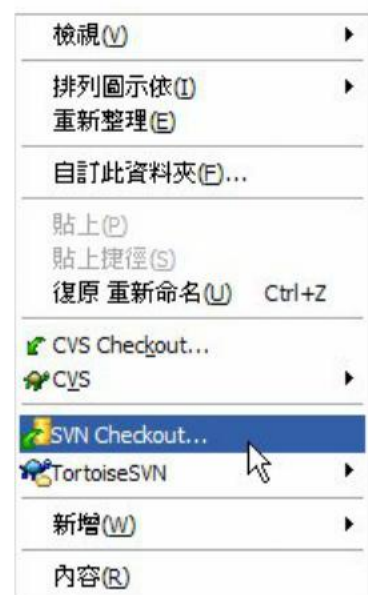 檢視(V)
排列圖示依(I)
重新整理(E)
自訂此資料夾(F)...
貼上(P)
貼上捷徑(S)
復原 重新命名(U) Ctrl+Z
CVS Checkout...
CVS
SVN Checkout...
TortoiseSVN
新增(W)
內容(R)